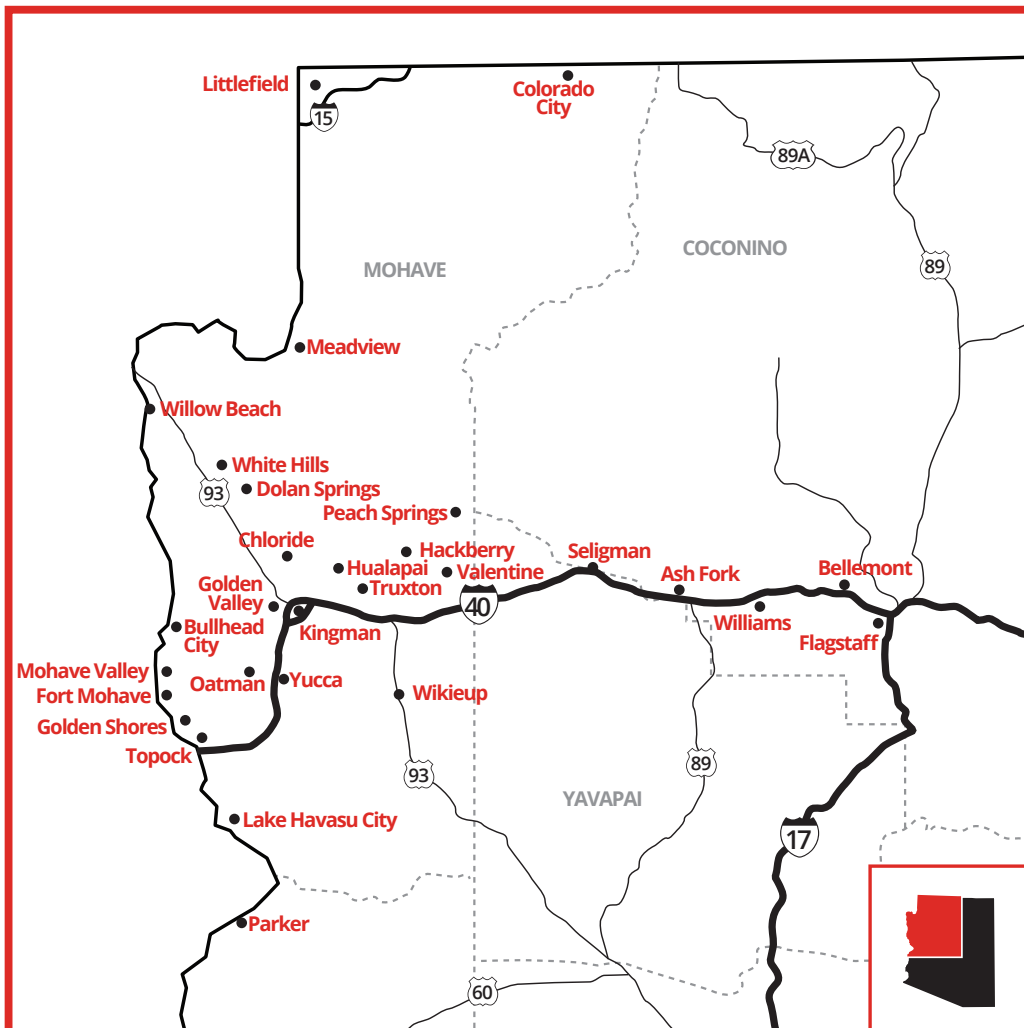 Littlefield
Colorado
City
15
89A
COCONINO
MOHAVE
89
Meadview
Willow Beach
White Hills
93
Dolan Springs
Peach Springs
Chloride
Hackberry
Seligman
Hualapai
Valentine
Bellemont
Ash Fork
Truxton
Golden
Valley
40
Williams
Bullhead
City
Kingman
Flagstaff
Mohave Valley
Oatman
Yucca
Fort Mohave
Wikieup
Golden Shores
Topock
93
89
YAVAPAI
Lake Havasu City
17
Parker
60